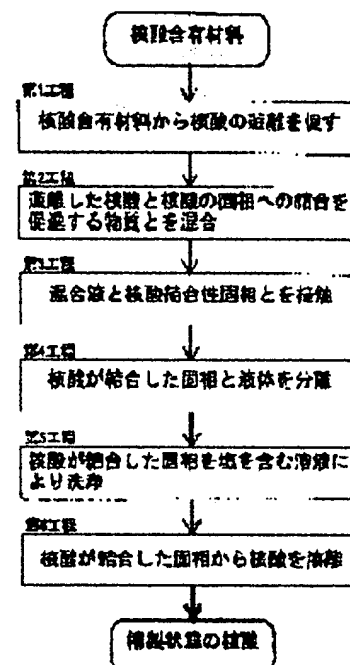 核酸含有材料
第1工程
核酸含有材料から核酸の遊離を促す
第2工程
遊離した核酸と核酸の固相への結合を
促進する物質とを混合
第3工程
混合液と核酸結合性固相とを接触
第4工程
核酸が結合した固相と液体を分離
第5工程
核酸が結合した固相を塩を含む溶液に
より洗浄
第6工程
核酸が結合した固相から核酸を溶離
精製状態の核酸